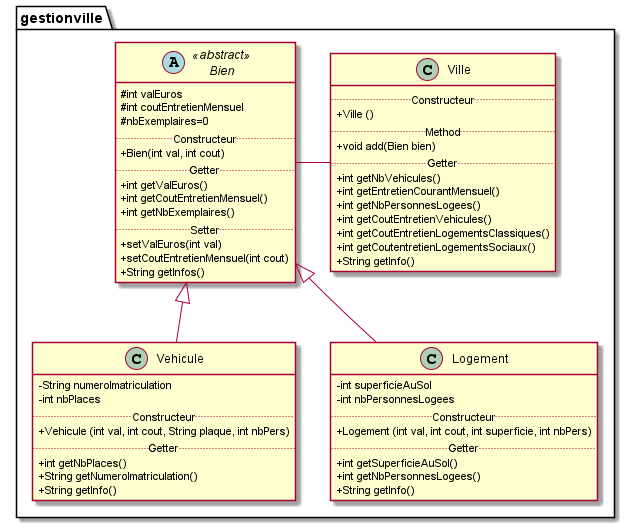 gestionville
A
«abstract»
Bien
#int valEuros
#int coutEntretienMensuel
#nbExemplaires=0
Constructeur
+Bien(int val, int cout)
Getter
+int getValEuros()
+int getCoutEntretienMensuel()
+int getNbExemplaires()
Setter
+setValEuros(int val)
+setCoutEntretienMensuel(int cout)
+String getInfos()
C Ville
Constructeur
+Ville ()
Method
+void add(Bien bien)
Getter
+int getNbVehicules()
+int getEntretienCourantMensuel()
+int getNbPersonnesLogees()
+int getCoutEntretienVehicules()
+int getCoutEntretienLogementsClassiques()
+int getCoutentretienLogementsSociaux()
+String getInfo()
C Vehicule
-String numeroImatriculation
-int nbPlaces
Constructeur
+Vehicule (int val, int cout, String plaque, int nbPers)
Getter
+int getNbPlaces()
+String getNumeroImatriculation()
+String getInfo()
C Logement
-int superficieAuSol
-int nbPersonnesLogees
Constructeur
+Logement (int val, int cout, int superficie, int nbPers)
Getter
+int getSuperficieAuSol()
+int getNbPersonnesLogees()
+String getInfo()